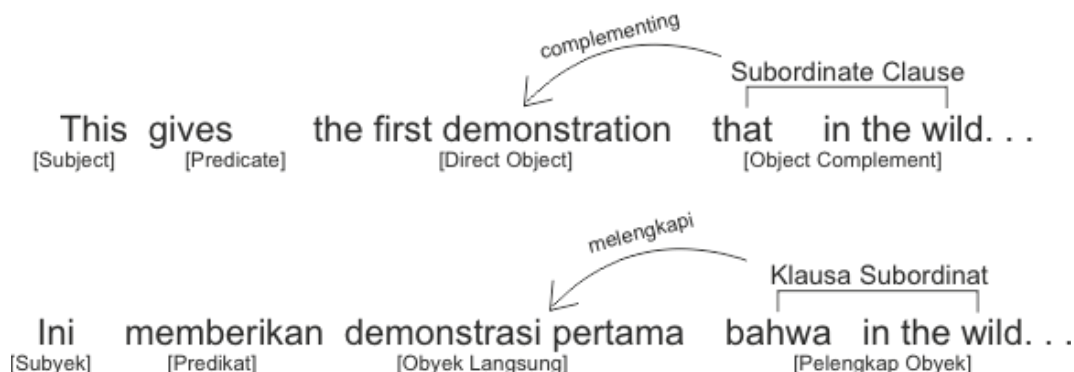 complementing
Subordinate Clause
This gives the first demonstration that in the wild. . .
[Subject] [Predicate] [Direct Object] [Object Complement]
melengkapi
Klausa Subordinat
Ini memberikan demonstrasi pertama bahwa in the wild. . .
[Subyek] [Predikat] [Obyek Langsung] [Pelengkap Obyek]